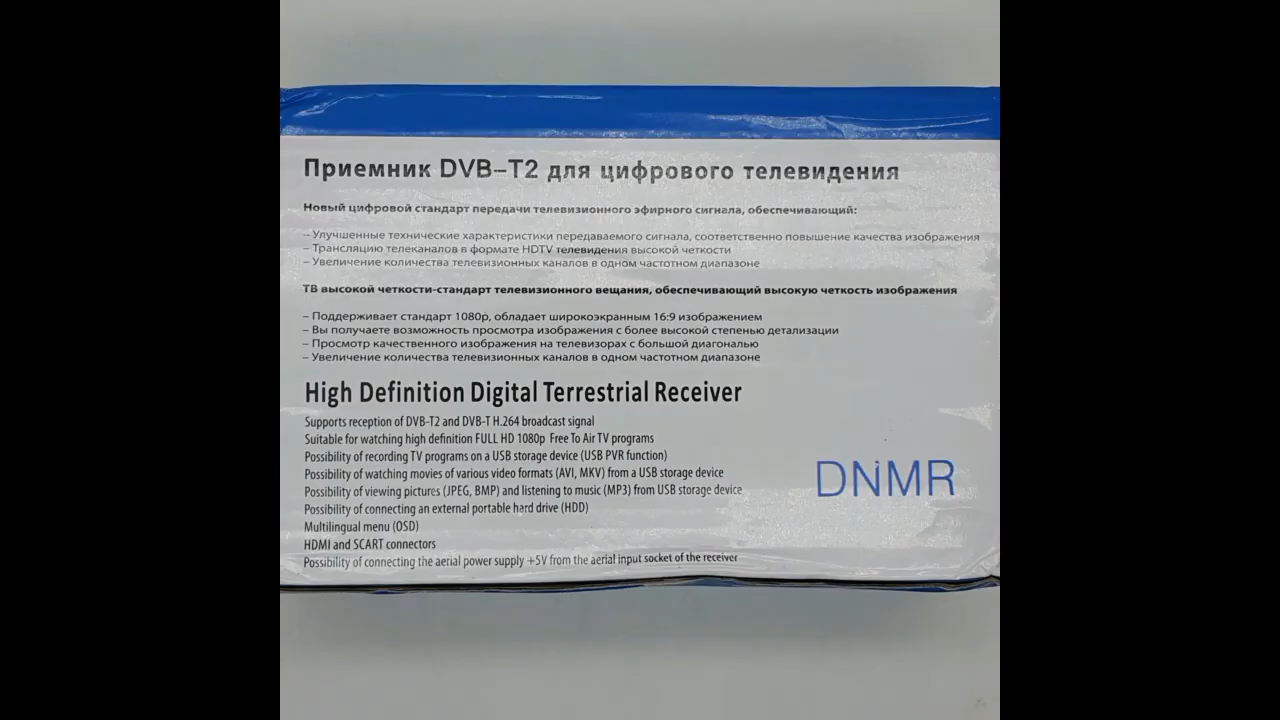 Приемник DVB-T2 для цифрового телевидения
Новый цифровой стандарт передачи телевизионного эфирного сигнала, обеспечивающий:
– Улучшенные технические характеристики передаваемого сигнала, соответственно повышение качества изображения
– Трансляцию телеканалов в формате HDTV телевидения высокой четкости
– Увеличение количества телевизионных каналов в одном частотном диапазоне
ТВ высокой четкости-стандарт телевизионного вещания, обеспечивающий высокую четкость изображения
– Поддерживает стандарт 1080p, обладает широкоэкранным 16:9 изображением
– Вы получаете возможность просмотра изображения с более высокой степенью детализации
– Просмотр качественного изображения на телевизорах с большой диагональю
– Увеличение количества телевизионных каналов в одном частотном диапазоне
High Definition Digital Terrestrial Receiver
Supports reception of DVB-T2 and DVB-T H.264 broadcast signal
Suitable for watching high definition FULL HD 1080p Free To Air TV programs
Possibility of recording TV programs on a USB storage device (USB PVR function)
Possibility of watching movies of various video formats (AVI, MKV) from a USB storage device
Possibility of viewing pictures (JPEG, BMP) and listening to music (MP3) from USB storage device
Possibility of connecting an external portable hard drive (HDD)
Multilingual menu (OSD)
HDMI and SCART connectors
Possibility of connecting the aerial power supply +5V from the aerial input socket of the receiver
DNMR